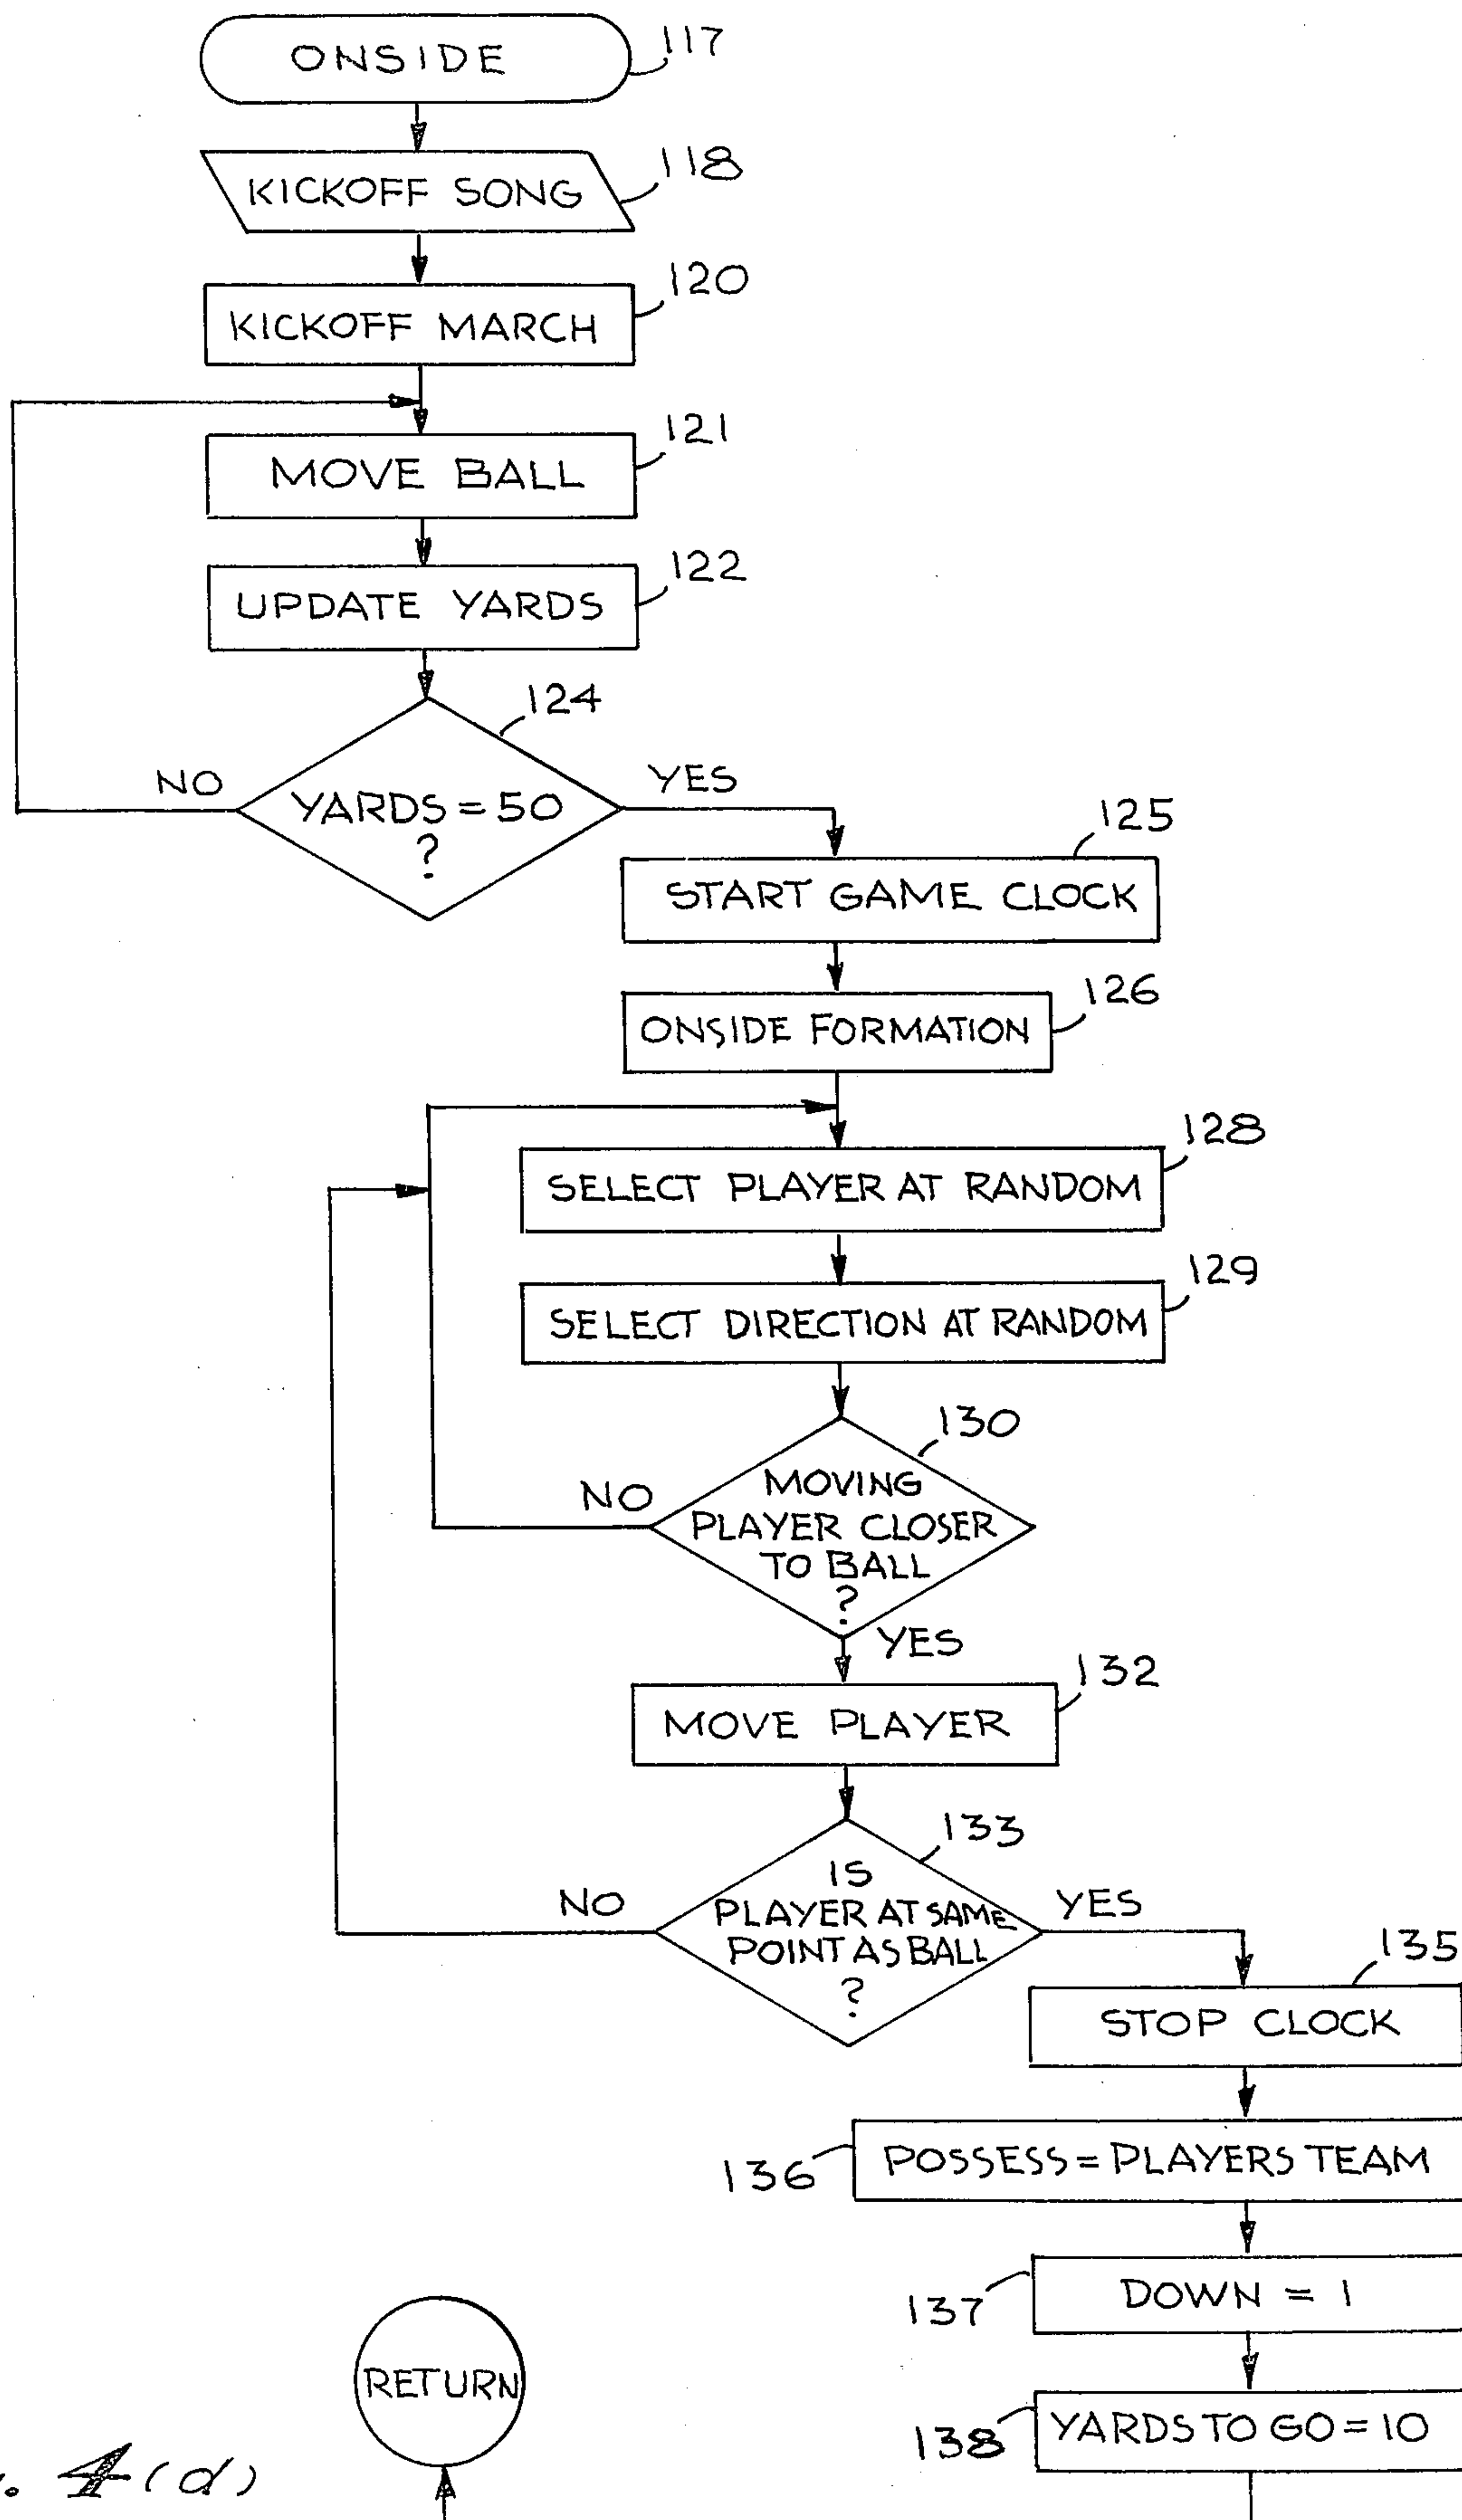 ONSIDE
117
KICKOFF SONG
118
KICKOFF MARCH
120
MOVE BALL
121
UPDATE YARDS
122
124
NO
YARDS = 50
?
YES
125
START GAME CLOCK
126
ONSIDE FORMATION
128
SELECT PLAYER AT RANDOM
129
SELECT DIRECTION AT RANDOM
130
NO
MOVING
PLAYER CLOSER
TO BALL
?
YES
132
MOVE PLAYER
133
NO
IS
PLAYER AT SAME
POINT AS BALL
?
YES
135
STOP CLOCK
136
POSSESS = PLAYERS TEAM
137
DOWN = 1
138
YARDS TO GO = 10
RETURN
. 4(d)